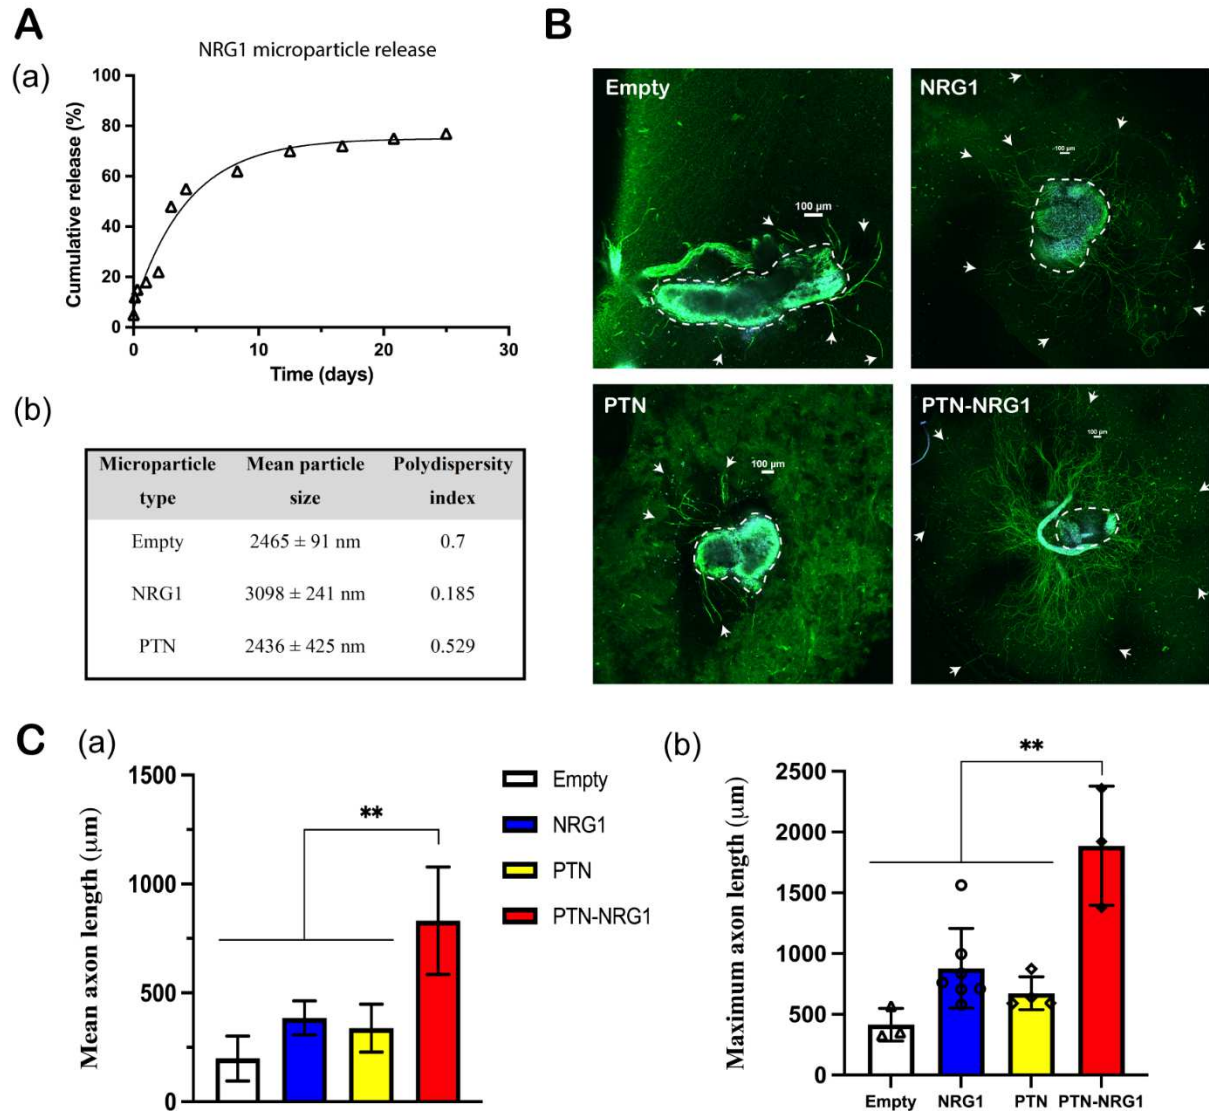 A
(a)
NRG1 microparticle release
Cumulative release (%)
100
80
60
40
20
0
0 10 20 30
Time (days)
(b)
Microparticle type Mean particle size Polydispersity index
Empty 2465 ± 91 nm 0.7
NRG1 3098 ± 241 nm 0.185
PTN 2436 ± 425 nm 0.529
B
Empty
100 µm
NRG1
100 µm
PTN
100 µm
PTN-NRG1
100 µm
C
(a)
Mean axon length (µm)
1500
1000
500
0
**
Empty
NRG1
PTN
PTN-NRG1
(b)
Maximum axon length (µm)
2500
2000
1500
1000
500
0
**
Empty NRG1 PTN PTN-NRG1